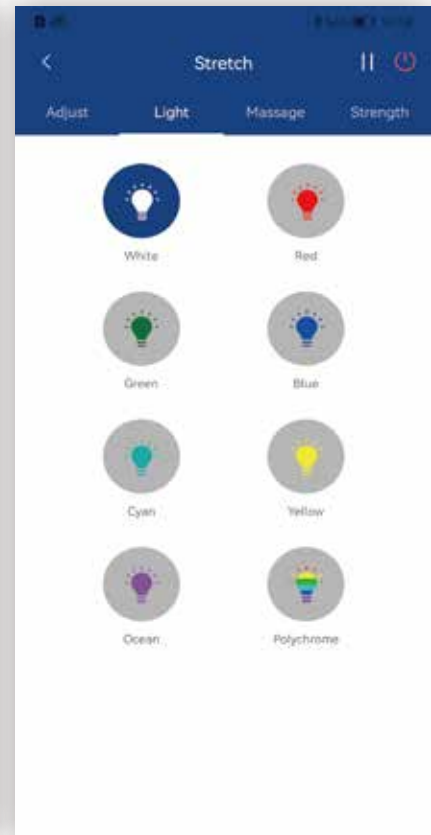 Stretch
Adjust Light Massage Strength
White Red
Green Blue
Cyan Yellow
Ocean Polychrome